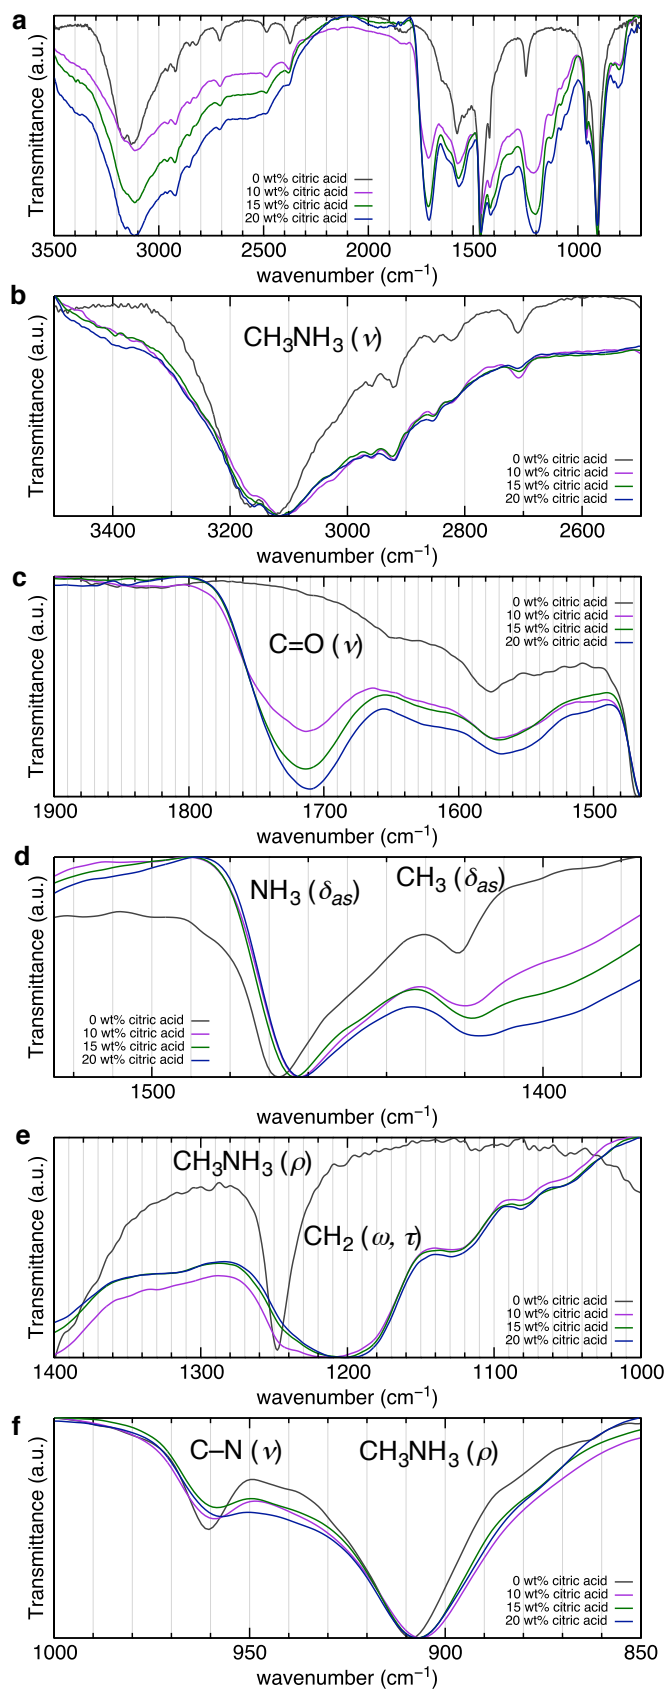 a
Transmittance (a.u.)
0 wt% citric acid
10 wt% citric acid
15 wt% citric acid
20 wt% citric acid
3500 3000 2500 2000 1500 1000
wavenumber (cm⁻¹)
b
Transmittance (a.u.)
CH₃NH₃ (ν)
0 wt% citric acid
10 wt% citric acid
15 wt% citric acid
20 wt% citric acid
3400 3200 3000 2800 2600
wavenumber (cm⁻¹)
c
Transmittance (a.u.)
C=O (ν)
0 wt% citric acid
10 wt% citric acid
15 wt% citric acid
20 wt% citric acid
1900 1800 1700 1600 1500
wavenumber (cm⁻¹)
d
Transmittance (a.u.)
NH₃ (δas) CH₃ (δas)
0 wt% citric acid
10 wt% citric acid
15 wt% citric acid
20 wt% citric acid
1500 1400
wavenumber (cm⁻¹)
e
Transmittance (a.u.)
CH₃NH₃ (ρ)
CH₂ (ω, τ)
0 wt% citric acid
10 wt% citric acid
15 wt% citric acid
20 wt% citric acid
1400 1300 1200 1100 1000
wavenumber (cm⁻¹)
f
Transmittance (a.u.)
C–N (ν) CH₃NH₃ (ρ)
0 wt% citric acid
10 wt% citric acid
15 wt% citric acid
20 wt% citric acid
1000 950 900 850
wavenumber (cm⁻¹)